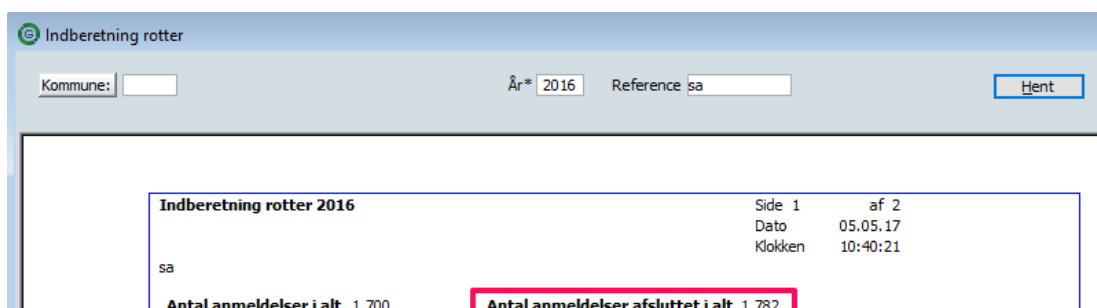 Indberetning rotter
Kommune: År* 2016 Reference sa Hent
Indberetning rotter 2016 Side 1 af 2
Dato 05.05.17
Klokken 10:40:21
sa
Antal anmeldelser i alt 1.700 Antal anmeldelser afsluttet i alt 1.782